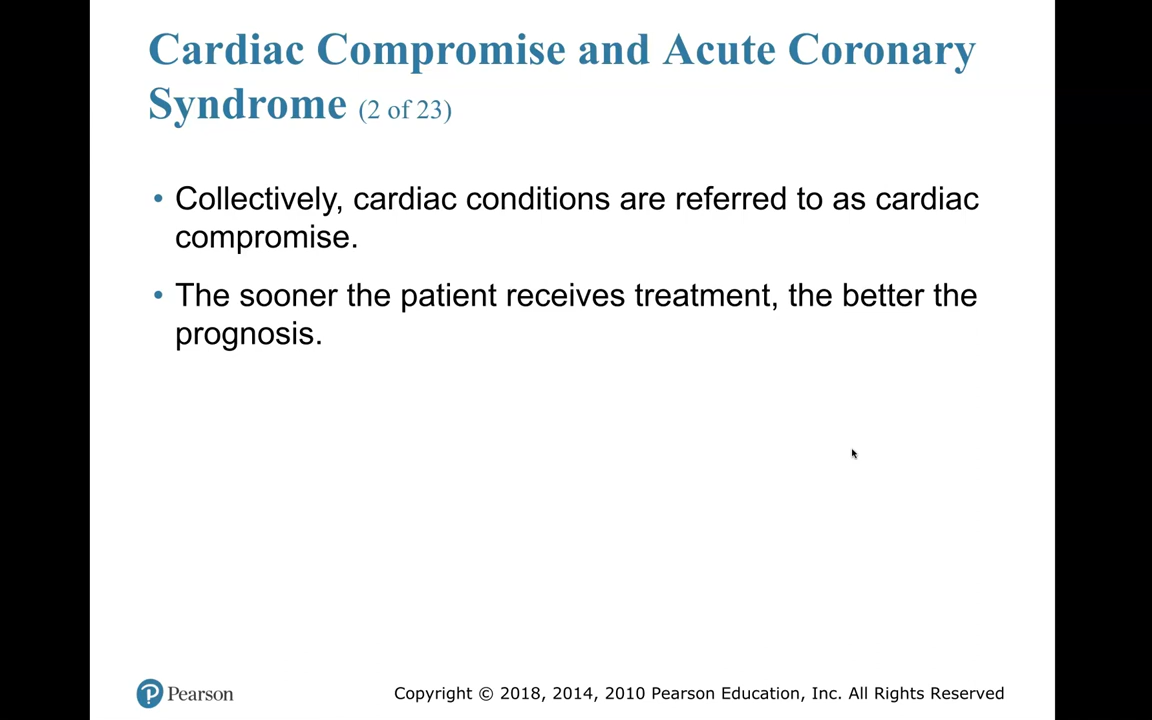 Cardiac Compromise and Acute Coronary
Syndrome (2 of 23)
• Collectively, cardiac conditions are referred to as cardiac
compromise.
• The sooner the patient receives treatment, the better the
prognosis.
Pearson
Copyright © 2018, 2014, 2010 Pearson Education, Inc. All Rights Reserved